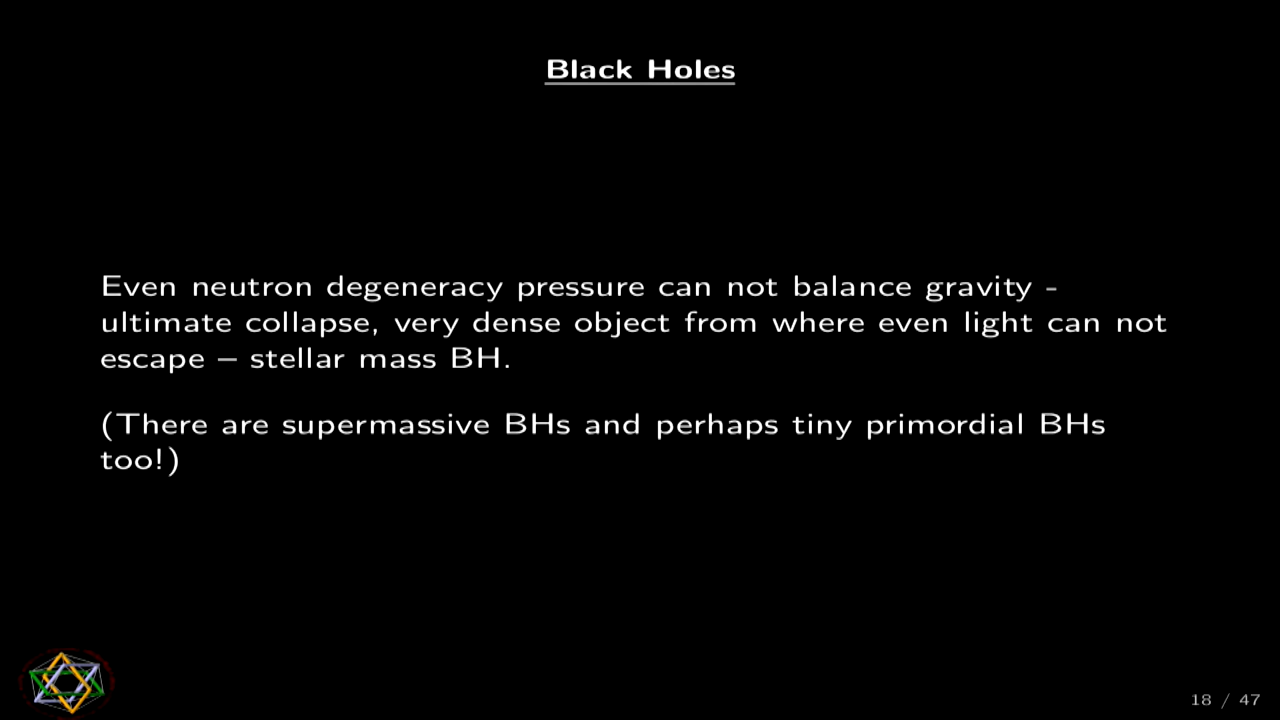 Black Holes
Even neutron degeneracy pressure can not balance gravity -
ultimate collapse, very dense object from where even light can not
escape – stellar mass BH.
(There are supermassive BHs and perhaps tiny primordial BHs
too!)
18 / 47